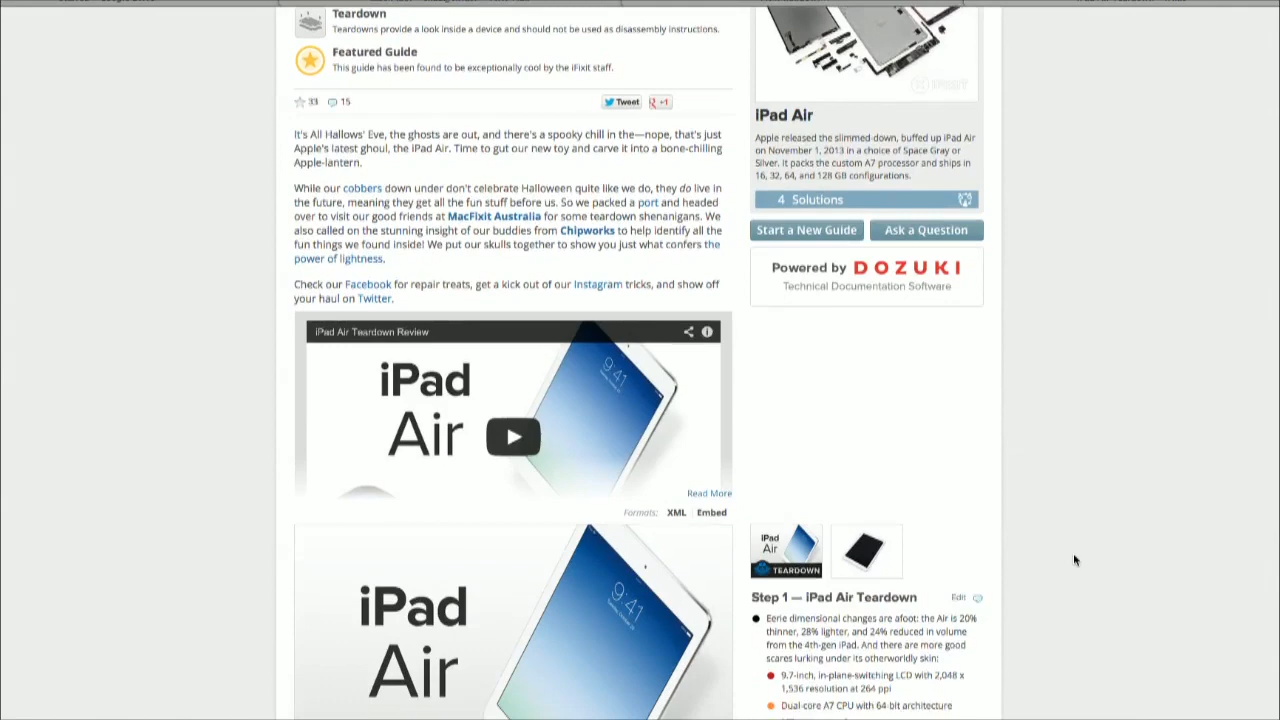 Teardown
Teardowns provide a look inside a device and should not be used as disassembly instructions.
Featured Guide
This guide has been found to be exceptionally cool by the iFixit staff.
33 15
Tweet
+1
It's All Hallows' Eve, the ghosts are out, and there's a spooky chill in the—nope, that's just
Apple's latest ghoul, the iPad Air. Time to gut our new toy and carve it into a bone-chilling
Apple-lantern.
While our cobbers down under don't celebrate Halloween quite like we do, they do live in
the future, meaning they get all the fun stuff before us. So we packed a port and headed
over to visit our good friends at MacFixit Australia for some teardown shenanigans. We
also called on the stunning insight of our buddies from Chipworks to help identify all the
fun things we found inside! We put our skulls together to show you just what confers the
power of lightness.
Check our Facebook for repair treats, get a kick out of our Instagram tricks, and show off
your haul on Twitter.
iPad Air Teardown Review
iPad
Air
9:41
Read More
Formats: XML Embed
iPad
Air
9:41
iPad Air
Apple released the slimmed-down, buffed up iPad Air
on November 1, 2013 in a choice of Space Gray or
Silver. It packs the custom A7 processor and ships in
16, 32, 64, and 128 GB configurations.
4 Solutions
Start a New Guide
Ask a Question
Powered by DOZUKI
Technical Documentation Software
iPad
Air
TEARDOWN
Step 1 — iPad Air Teardown
Edit
Eerie dimensional changes are afoot: the Air is 20%
thinner, 28% lighter, and 24% reduced in volume
from the 4th-gen iPad. And there are more good
scares lurking under its otherworldly skin:
9.7-inch, in-plane-switching LCD with 2,048 x
1,536 resolution at 264 ppi
Dual-core A7 CPU with 64-bit architecture